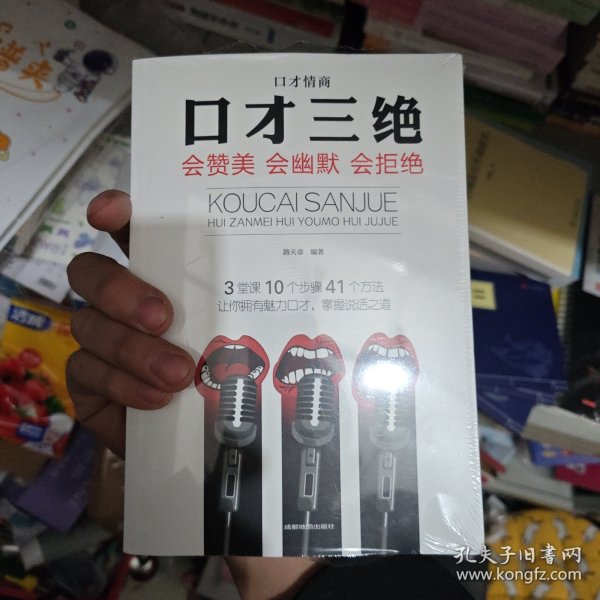 口才情商
口才三绝
会赞美 会幽默 会拒绝
KOUCAI SANJUE
HUI ZANMEI HUI YOUMO HUI JUJUE
路天章 编著
3堂课 10个步骤 41个方法
让你拥有魅力口才，掌握说话之道
成都地图出版社
孔夫子旧书网
www.kongfz.com